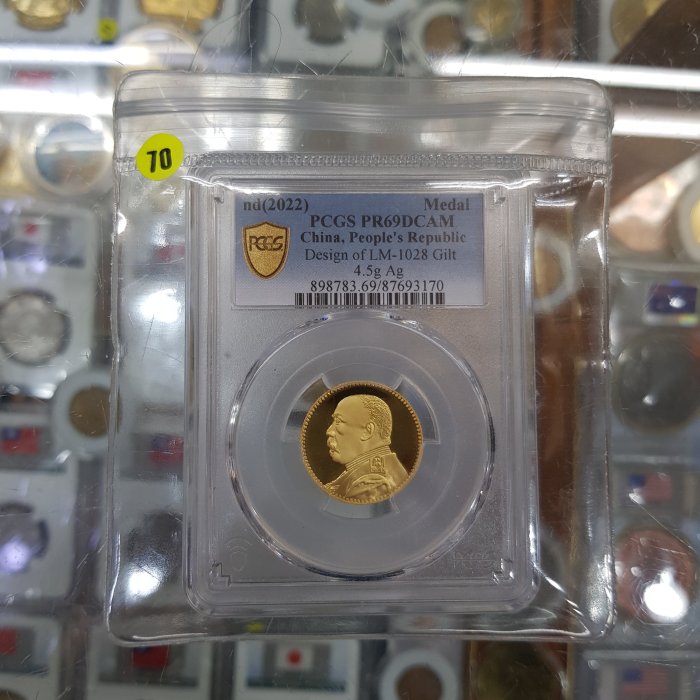 70
nd(2022) Medal
PCGS PR69DCAM
China, People's Republic
PCGS
Design of LM-1028 Gilt
4.5g Ag
898783.69/87693170